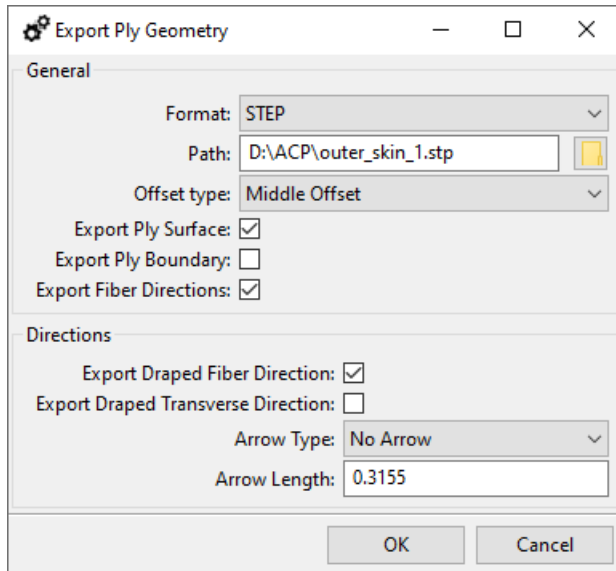 Export Ply Geometry
General
Format: STEP
Path: D:\ACP\outer_skin_1.stp
Offset type: Middle Offset
Export Ply Surface:
Export Ply Boundary:
Export Fiber Directions:
Directions
Export Draped Fiber Direction:
Export Draped Transverse Direction:
Arrow Type: No Arrow
Arrow Length: 0.3155
OK Cancel